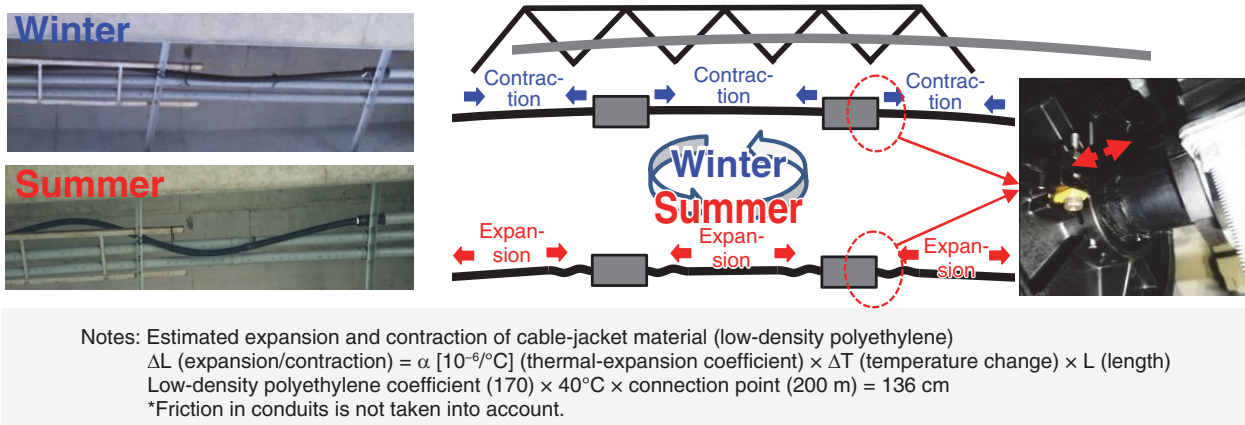 Winter
Summer
Contrac-
tion
Contrac-
tion
Contrac-
tion
Winter
Summer
Expan-
sion
Expan-
sion
Expan-
sion
Notes: Estimated expansion and contraction of cable-jacket material (low-density polyethylene)
ΔL (expansion/contraction) = α [10⁻⁶/°C] (thermal-expansion coefficient) × ΔT (temperature change) × L (length)
Low-density polyethylene coefficient (170) × 40°C × connection point (200 m) = 136 cm
*Friction in conduits is not taken into account.